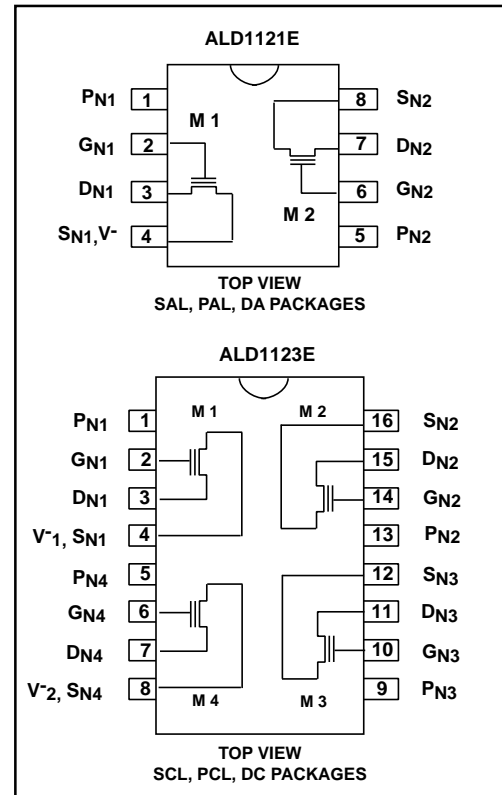 ALD1121E
PN1 1 8 SN2
M 1
GN1 2 7 DN2
DN1 3 6 GN2
M 2
SN1,V- 4 5 PN2
TOP VIEW
SAL, PAL, DA PACKAGES
ALD1123E
M 1 M 2
PN1 1 16 SN2
GN1 2 15 DN2
DN1 3 14 GN2
V-1, SN1 4 13 PN2
PN4 5 12 SN3
GN4 6 11 DN3
DN4 7 10 GN3
V-2, SN4 8 9 PN3
M 4 M 3
TOP VIEW
SCL, PCL, DC PACKAGES